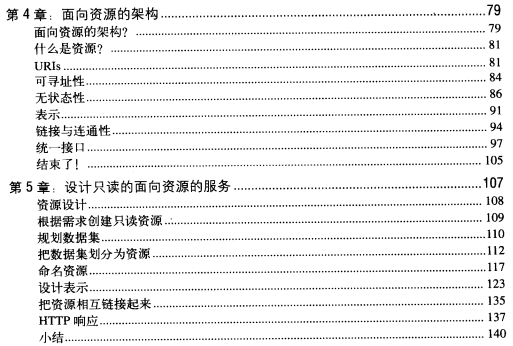 第 4 章：面向资源的架构 ........ 79
面向资源的架构？ ........ 79
什么是资源？ ........ 81
URIs ........ 81
可寻址性 ........ 84
无状态性 ........ 86
表示 ........ 91
链接与连通性 ........ 94
统一接口 ........ 97
结束了！ ........ 105
第 5 章：设计只读的面向资源的服务 ........ 107
资源设计 ........ 108
根据需求创建只读资源 ........ 109
规划数据集 ........ 110
把数据集划分为资源 ........ 112
命名资源 ........ 117
设计表示 ........ 123
把资源相互链接起来 ........ 135
HTTP 响应 ........ 137
小结 ........ 140